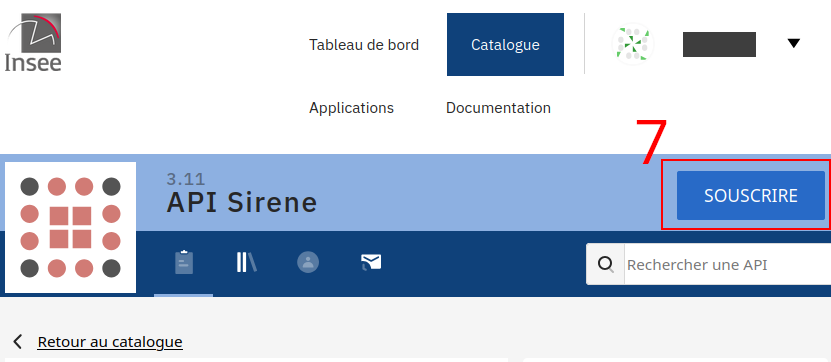 Insee
Tableau de bord
Catalogue
Applications
Documentation
7
3.11
API Sirene
SOUSCRIRE
Rechercher une API
Retour au catalogue